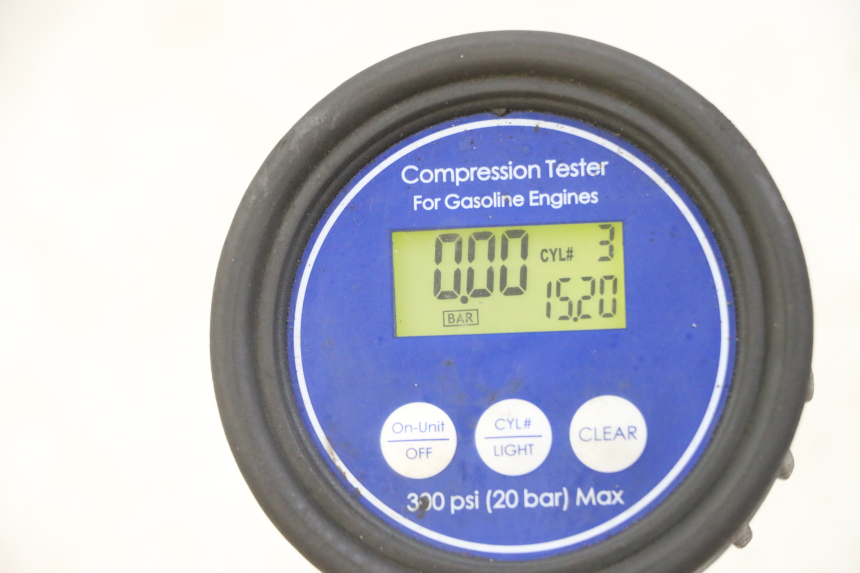 Compression Tester
For Gasoline Engines
0.00 CYL# 3
BAR 15.20
On-Unit CYL# CLEAR
OFF LIGHT
300 psi (20 bar) Max